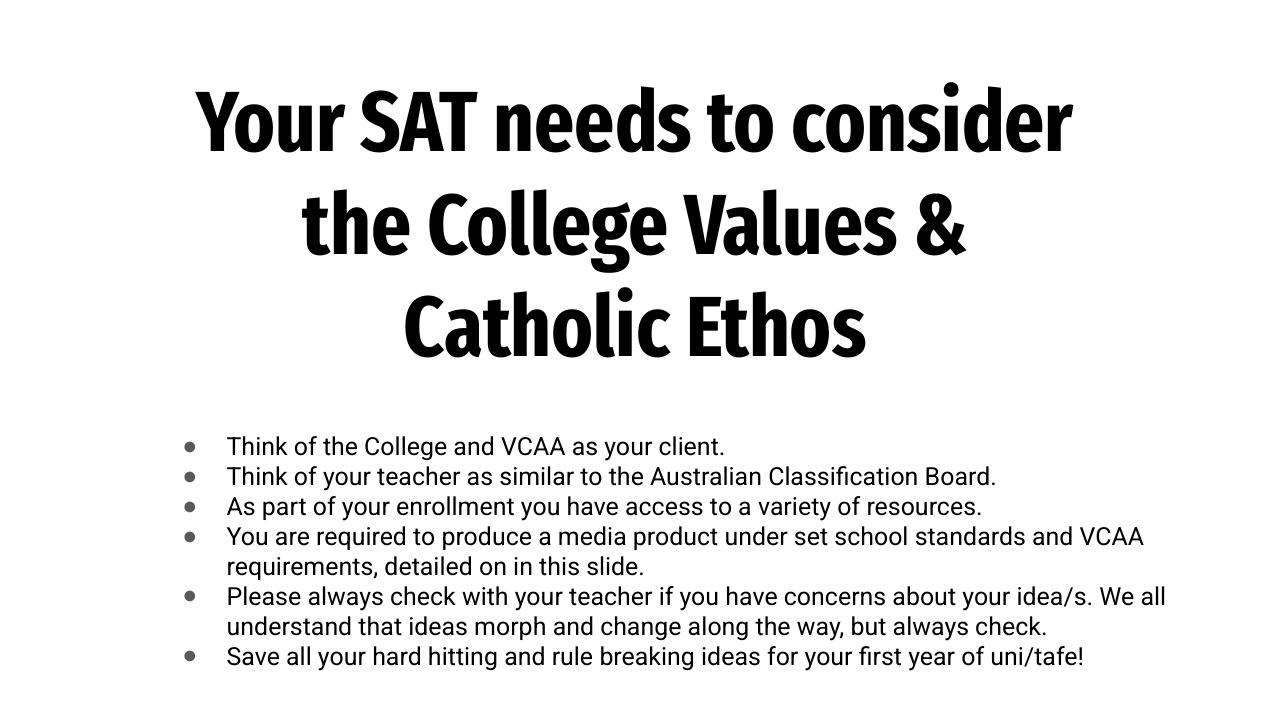 Your SAT needs to consider
the College Values &
Catholic Ethos
● Think of the College and VCAA as your client.
● Think of your teacher as similar to the Australian Classification Board.
● As part of your enrollment you have access to a variety of resources.
● You are required to produce a media product under set school standards and VCAA
requirements, detailed on in this slide.
● Please always check with your teacher if you have concerns about your idea/s. We all
understand that ideas morph and change along the way, but always check.
● Save all your hard hitting and rule breaking ideas for your first year of uni/tafe!